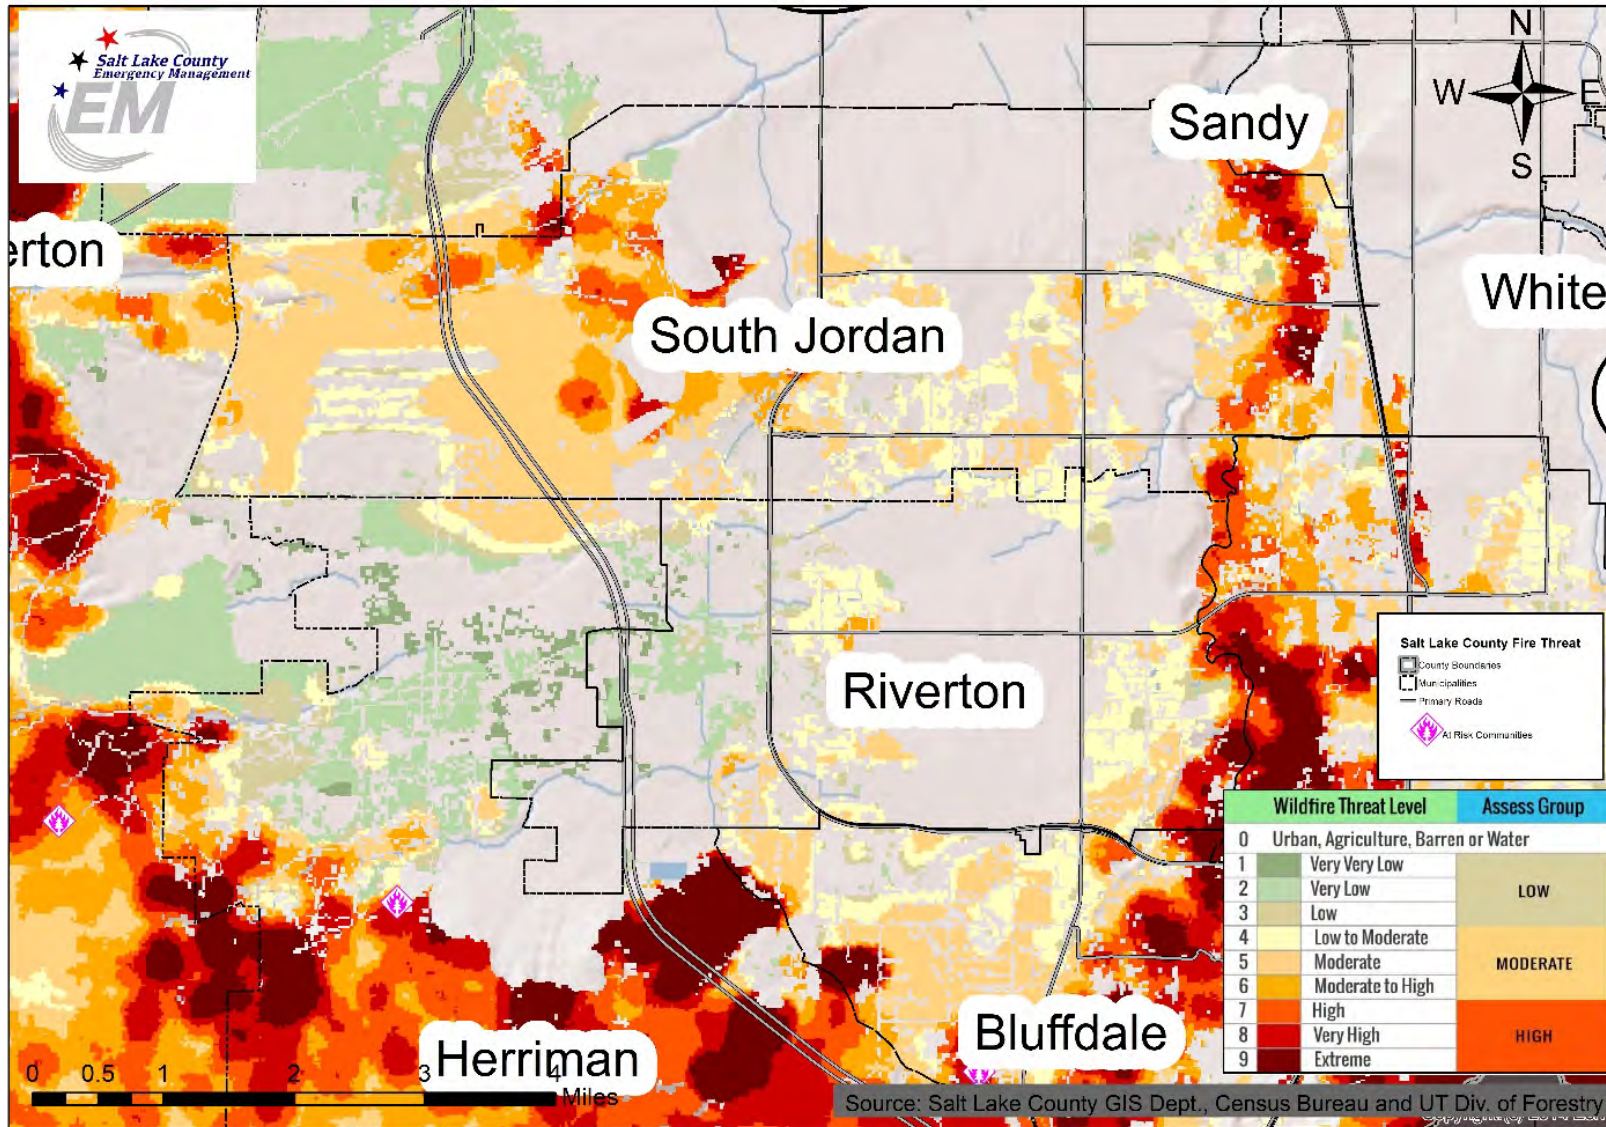 Salt Lake County
Emergency Management
EM
N
W
E
S
Sandy
erton
White
South Jordan
Riverton
Bluffdale
Herriman
Salt Lake County Fire Threat
County Boundaries
Municipalities
Primary Roads
At Risk Communities
Wildfire Threat Level Assess Group
0 Urban, Agriculture, Barren or Water
1 Very Very Low
2 Very Low LOW
3 Low
4 Low to Moderate
5 Moderate MODERATE
6 Moderate to High
7 High
8 Very High HIGH
9 Extreme
0 0.5 1 2 3 4
Miles
Source: Salt Lake County GIS Dept., Census Bureau and UT Div. of Forestry